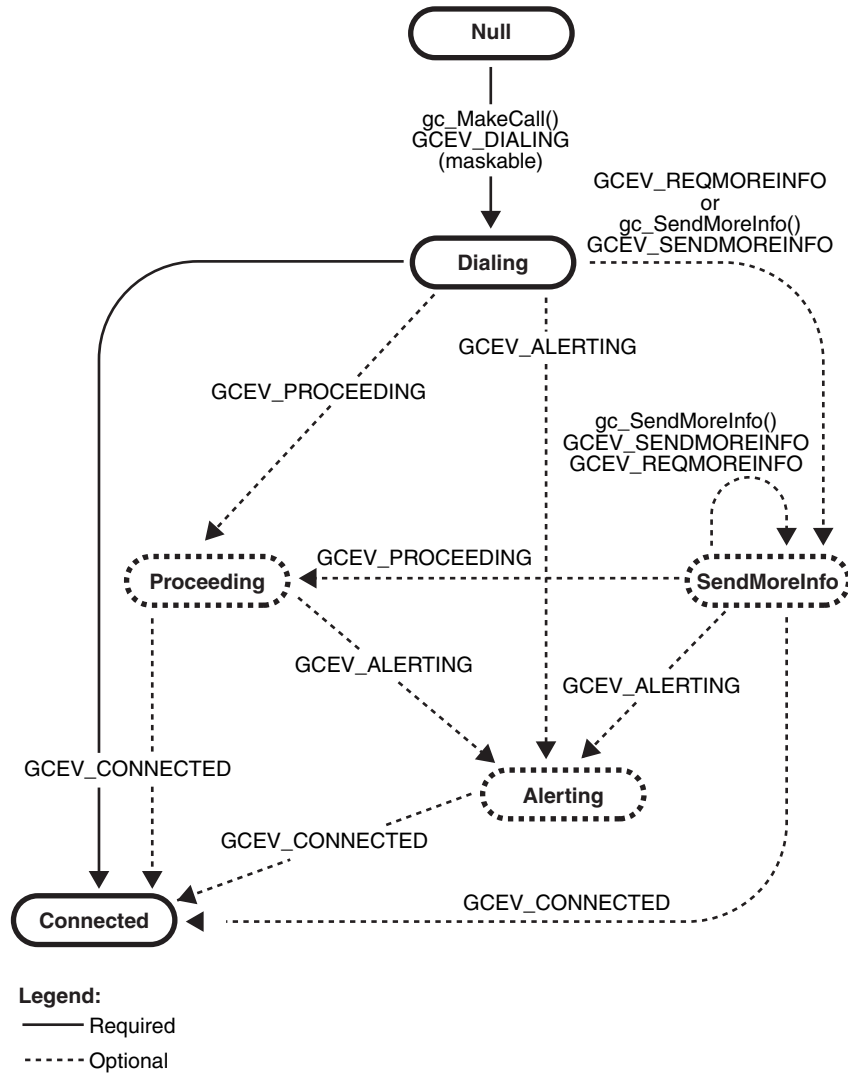 Null
gc_MakeCall()
GCEV_DIALING
(maskable)
GCEV_REQMOREINFO
or
gc_SendMoreInfo()
GCEV_SENDMOREINFO
Dialing
GCEV_ALERTING
GCEV_PROCEEDING
gc_SendMoreInfo()
GCEV_SENDMOREINFO
GCEV_REQMOREINFO
GCEV_PROCEEDING
Proceeding
SendMoreInfo
GCEV_ALERTING
GCEV_ALERTING
GCEV_CONNECTED
Alerting
GCEV_CONNECTED
GCEV_CONNECTED
Connected
Legend:
Required
Optional